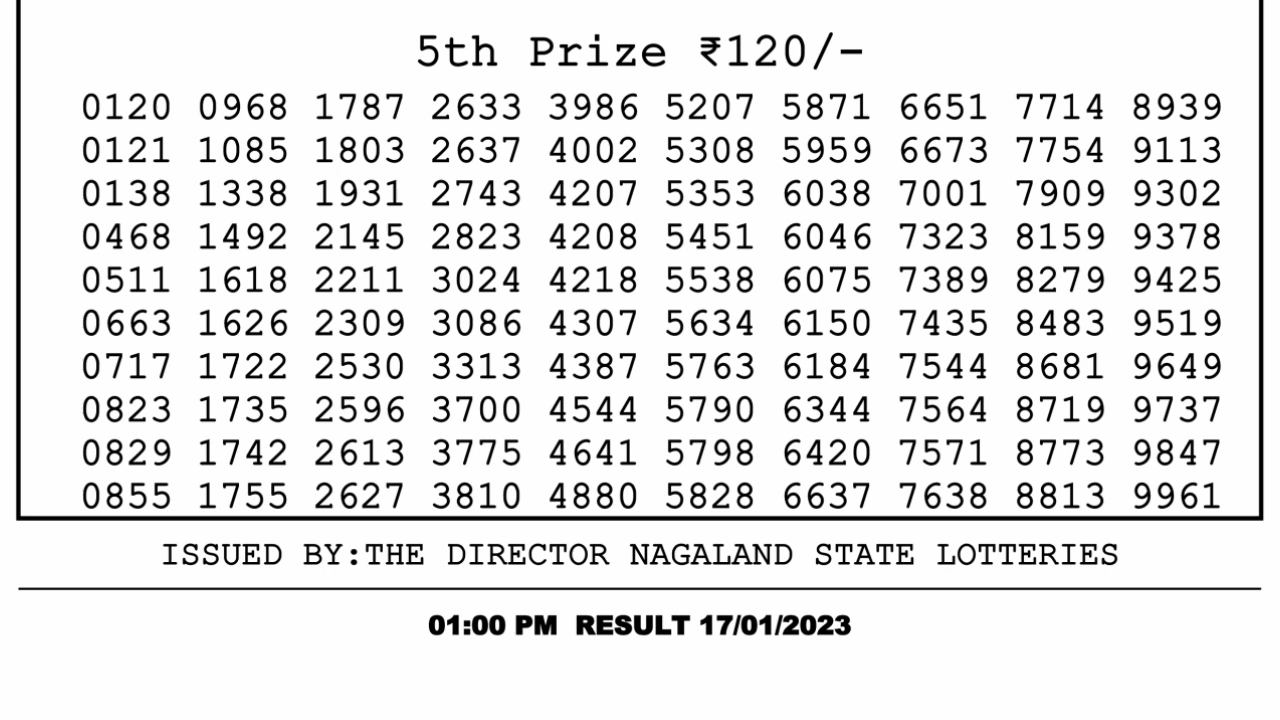 5th Prize ₹120/-
0120 0968 1787 2633 3986 5207 5871 6651 7714 8939
0121 1085 1803 2637 4002 5308 5959 6673 7754 9113
0138 1338 1931 2743 4207 5353 6038 7001 7909 9302
0468 1492 2145 2823 4208 5451 6046 7323 8159 9378
0511 1618 2211 3024 4218 5538 6075 7389 8279 9425
0663 1626 2309 3086 4307 5634 6150 7435 8483 9519
0717 1722 2530 3313 4387 5763 6184 7544 8681 9649
0823 1735 2596 3700 4544 5790 6344 7564 8719 9737
0829 1742 2613 3775 4641 5798 6420 7571 8773 9847
0855 1755 2627 3810 4880 5828 6637 7638 8813 9961
ISSUED BY:THE DIRECTOR NAGALAND STATE LOTTERIES
01:00 PM RESULT 17/01/2023